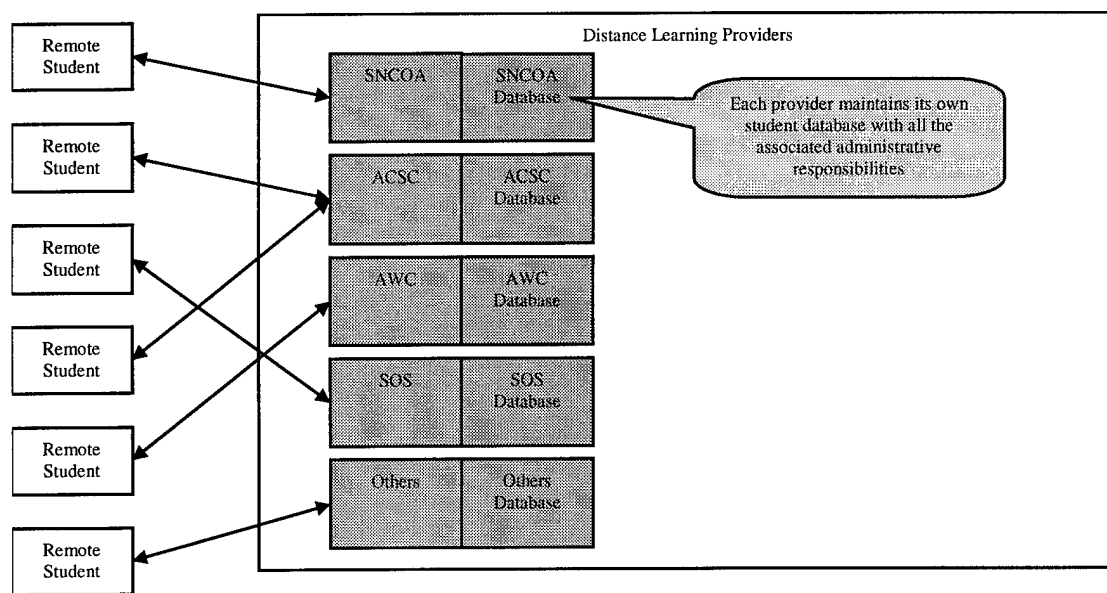 Distance Learning Providers
Remote
Student
Remote
Student
Remote
Student
Remote
Student
Remote
Student
Remote
Student
SNCOA
SNCOA
Database
ACSC
ACSC
Database
AWC
AWC
Database
SOS
SOS
Database
Others
Others
Database
Each provider maintains its own
student database with all the
associated administrative
responsibilities